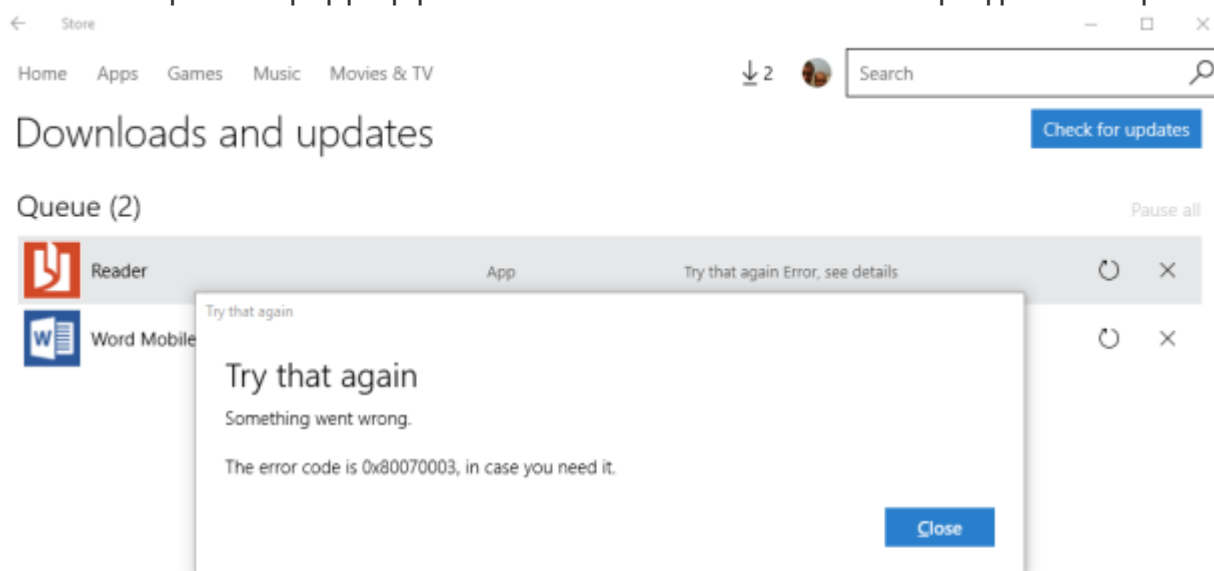 Store
Home Apps Games Music Movies & TV 2 Search
Downloads and updates Check for updates
Queue (2) Pause all
Reader App Try that again Error, see details
Try that again
Word Mobile
Try that again
Something went wrong.
The error code is 0x80070003, in case you need it.
Close